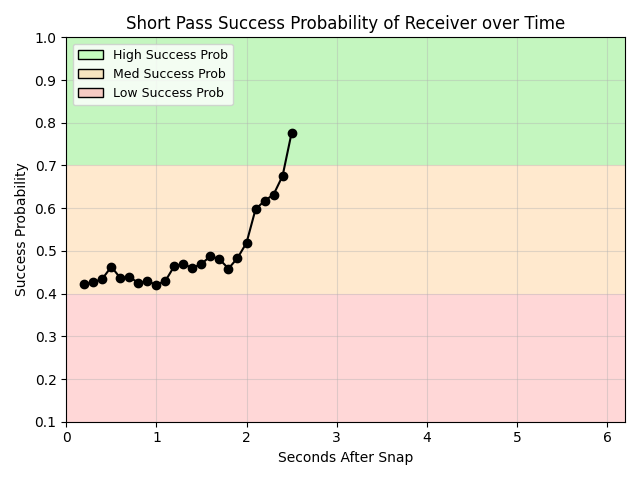 Short Pass Success Probability of Receiver over Time
High Success Prob
Med Success Prob
Low Success Prob
Success Probability
1.0
0.9
0.8
0.7
0.6
0.5
0.4
0.3
0.2
0.1
0 1 2 3 4 5 6
Seconds After Snap